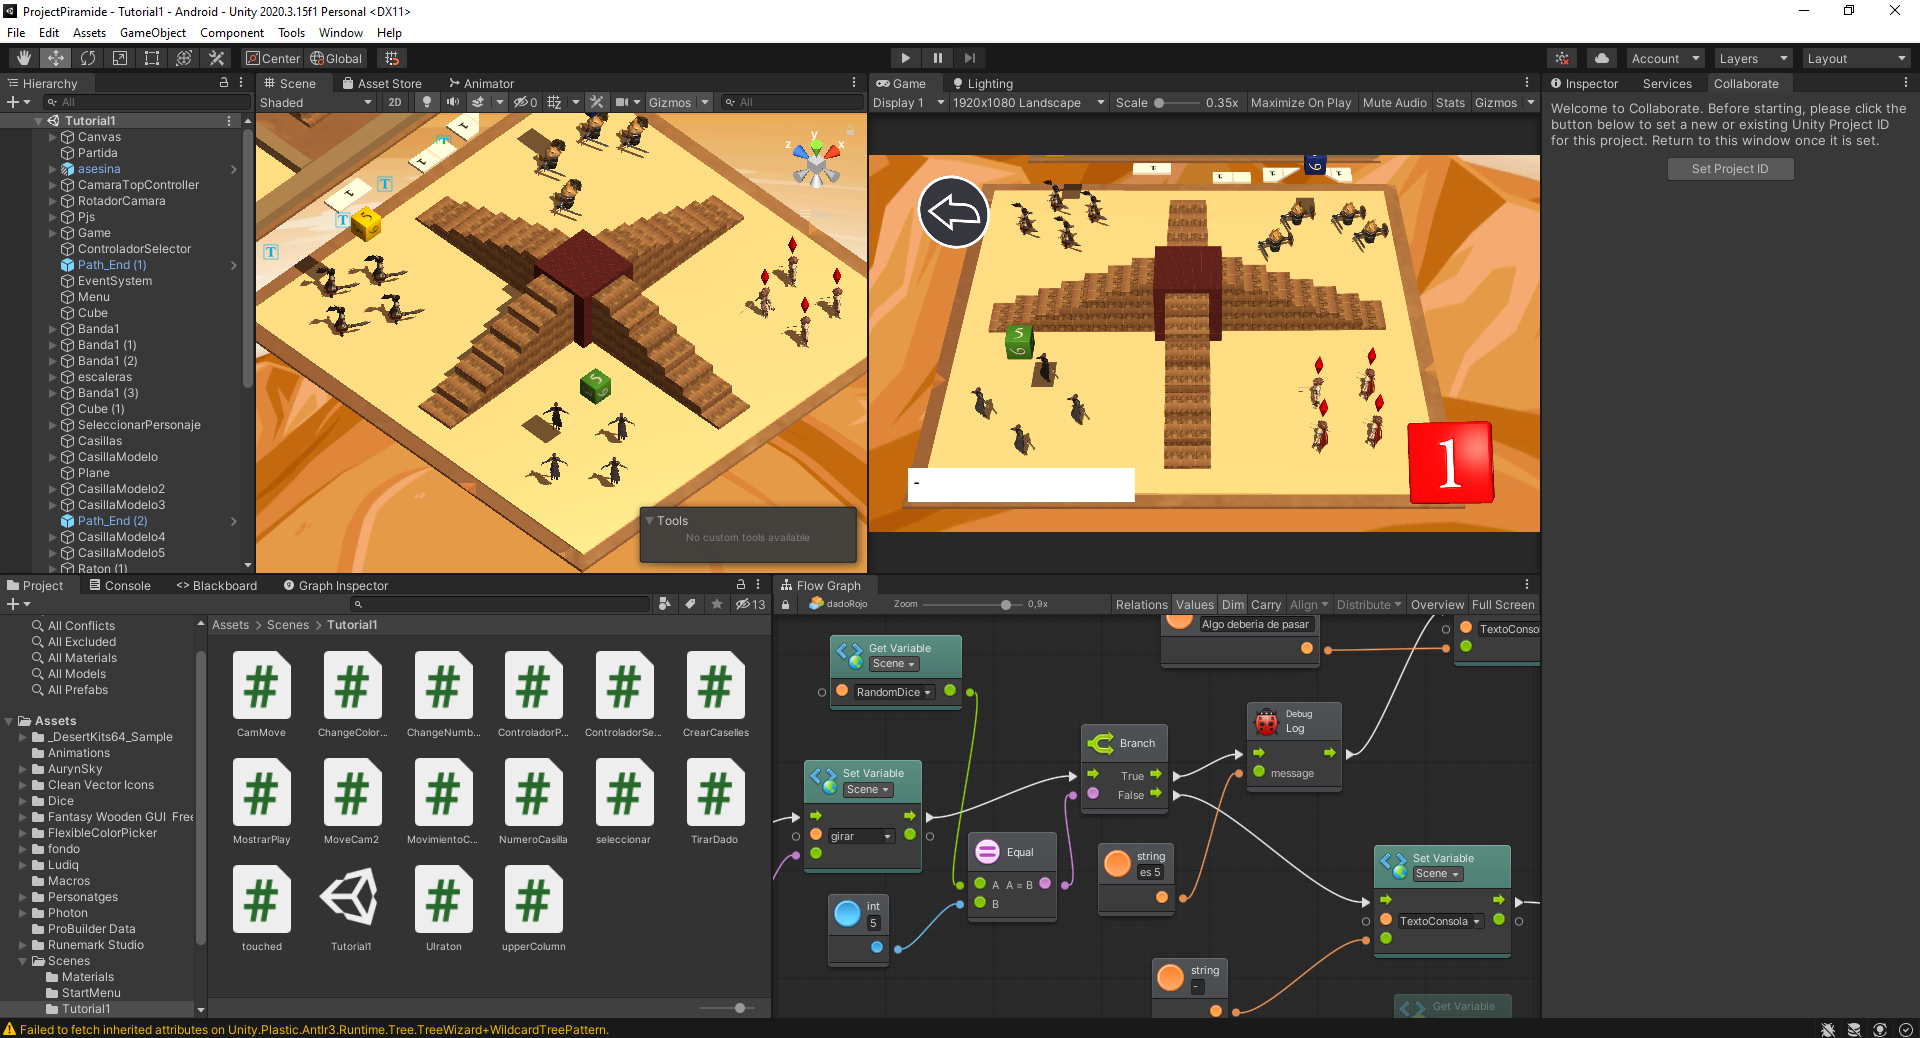 ProjectPiramide - Tutorial1 - Android - Unity 2020.3.15f1 Personal <DX11>
File Edit Assets GameObject Component Tools Window Help
Center Global Account Layers Layout
Hierarchy
All
Tutorial1
Canvas
Partida
asesina
CamaraTopController
RotadorCamara
Pjs
Game
ControladorSelector
Path_End (1)
EventSystem
Menu
Cube
Banda1
Banda1 (1)
Banda1 (2)
escaleras
Banda1 (3)
Cube (1)
SeleccionarPersonaje
Casillas
CasillaModelo
Plane
CasillaModelo2
CasillaModelo3
Path_End (2)
CasillaModelo4
CasillaModelo5
Raton (1)
Scene Asset Store Animator
Shaded 2D 0 Gizmos All
y
z x
T
T
T
5
5
6
Tools
No custom tools available
Game Lighting
Display 1 1920x1080 Landscape Scale 0.35x Maximize On Play Mute Audio Stats Gizmos
5
6
-
1
Inspector Services Collaborate
Welcome to Collaborate. Before starting, please click the
button below to set a new or existing Unity Project ID
for this project. Return to this window once it is set.
Set Project ID
Project Console <> Blackboard Graph Inspector
13
All Conflicts
All Excluded
All Materials
All Models
All Prefabs
Assets
_DesertKits64_Sample
Animations
AurynSky
Clean Vector Icons
Dice
Fantasy Wooden GUI Free
FlexibleColorPicker
fondo
Ludiq
Macros
Personatges
Photon
ProBuilder Data
Runemark Studio
Scenes
Materials
StartMenu
Tutorial1
Assets > Scenes > Tutorial1
CamMove ChangeColor... ChangeNumb... ControladorP... ControladorSe... CrearCaselles
MostrarPlay MoveCam2 MovimientoC... NumeroCasilla seleccionar TirarDado
touched Tutorial1 UIraton upperColumn
Flow Graph
dadoRojo Zoom 0,9x Relations Values Dim Carry Align Distribute Overview Full Screen
Algo deberia de pasar
TextoConso
Get Variable
Scene
RandomDice
Set Variable
Scene
girar
int
5
Equal
A A = B
B
Branch
True
False
Debug
Log
message
string
es 5
string
-
Set Variable
Scene
TextoConsola
Get Variable
Failed to fetch inherited attributes on Unity.Plastic.Antlr3.Runtime.Tree.TreeWizard+WildcardTreePattern.